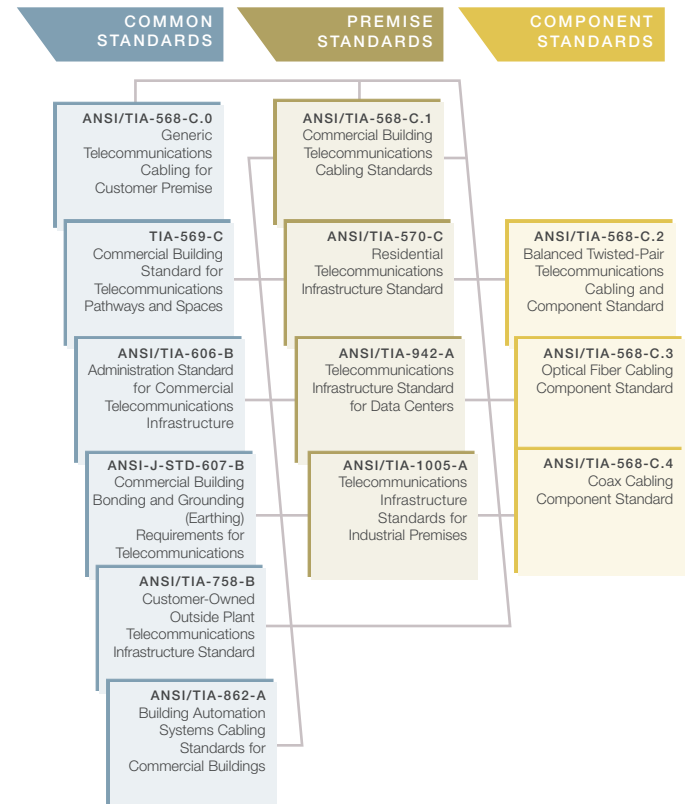 COMMON
STANDARDS
PREMISE
STANDARDS
COMPONENT
STANDARDS
ANSI/TIA-568-C.0
Generic
Telecommunications
Cabling for
Customer Premise
TIA-569-C
Commercial Building
Standard for
Telecommunications
Pathways and Spaces
ANSI/TIA-606-B
Administration Standard
for Commercial
Telecommunications
Infrastructure
ANSI-J-STD-607-B
Commercial Building
Bonding and Grounding
(Earthing)
Requirements for
Telecommunications
ANSI/TIA-758-B
Customer-Owned
Outside Plant
Telecommunications
Infrastructure Standard
ANSI/TIA-862-A
Building Automation
Systems Cabling
Standards for
Commercial Buildings
ANSI/TIA-568-C.1
Commercial Building
Telecommunications
Cabling Standards
ANSI/TIA-570-C
Residential
Telecommunications
Infrastructure Standard
ANSI/TIA-942-A
Telecommunications
Infrastructure Standard
for Data Centers
ANSI/TIA-1005-A
Telecommunications
Infrastructure
Standards for
Industrial Premises
ANSI/TIA-568-C.2
Balanced Twisted-Pair
Telecommunications
Cabling and
Component Standard
ANSI/TIA-568-C.3
Optical Fiber Cabling
Component Standard
ANSI/TIA-568-C.4
Coax Cabling
Component Standard